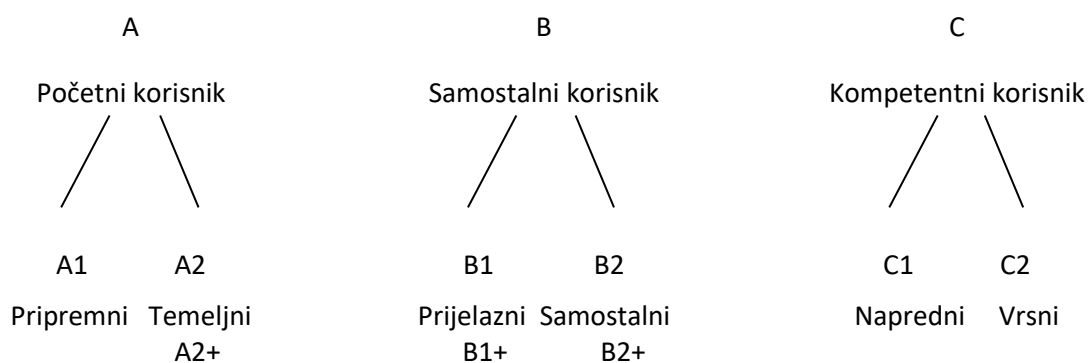 A B C
Početni korisnik Samostalni korisnik Kompetentni korisnik
A1 A2 B1 B2 C1 C2
Pripremni Temeljni Prijelazni Samostalni Napredni Vrsni
A2+ B1+ B2+